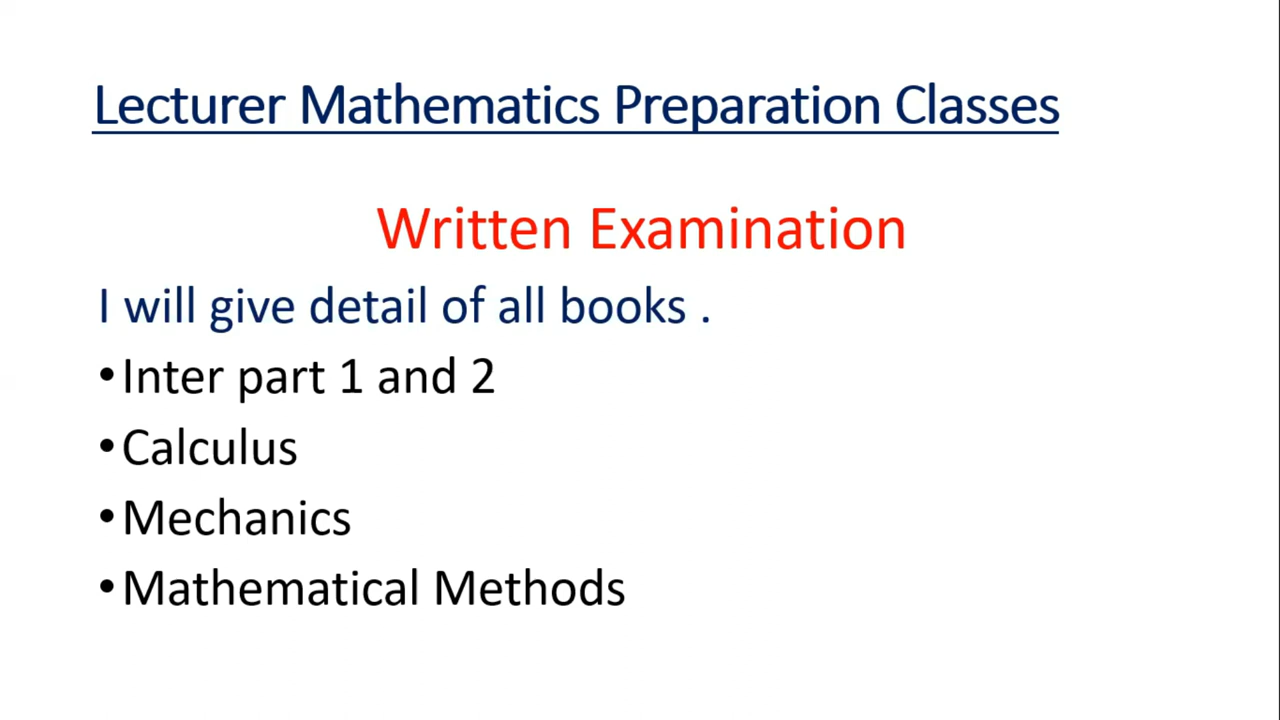 Lecturer Mathematics Preparation Classes
Written Examination
I will give detail of all books .
•Inter part 1 and 2
•Calculus
•Mechanics
•Mathematical Methods